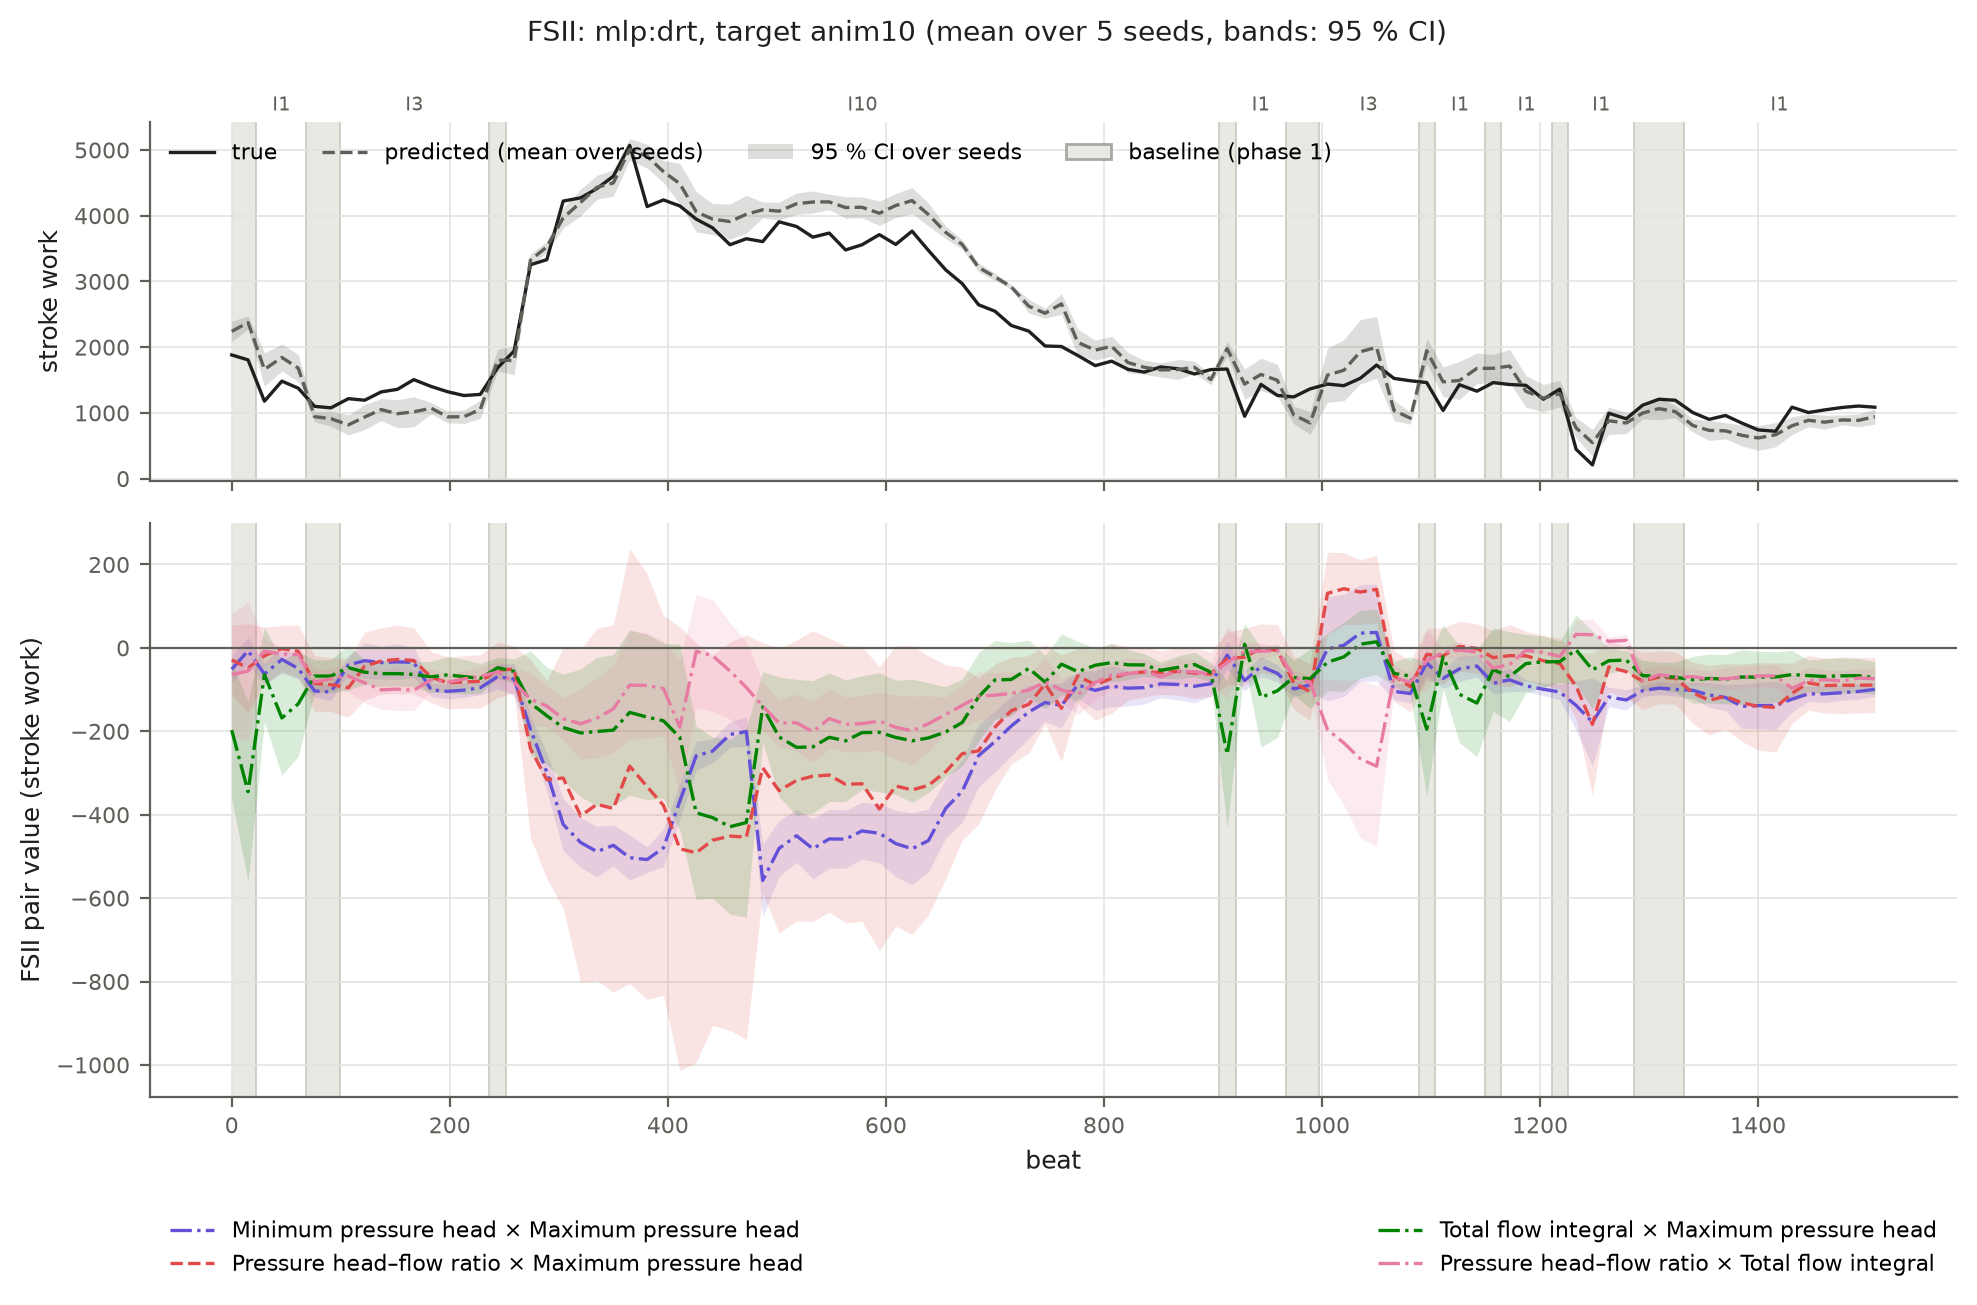 FSII: mlp:drt, target anim10 (mean over 5 seeds, bands: 95 % CI)
I1 I3 I10 I1 I3 I1 I1 I1 I1
true predicted (mean over seeds) 95 % CI over seeds baseline (phase 1)
stroke work
5000
4000
3000
2000
1000
0
FSII pair value (stroke work)
200
0
−200
−400
−600
−800
−1000
0 200 400 600 800 1000 1200 1400
beat
Minimum pressure head × Maximum pressure head
Pressure head–flow ratio × Maximum pressure head
Total flow integral × Maximum pressure head
Pressure head–flow ratio × Total flow integral